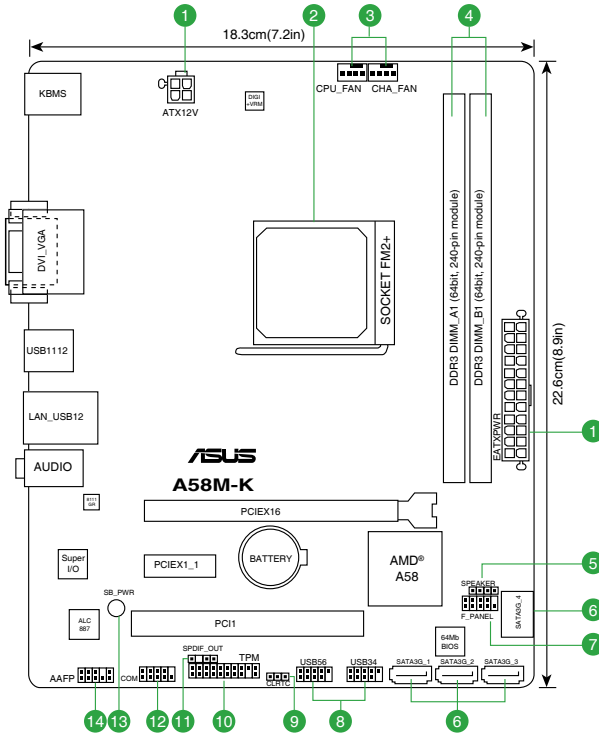 1
2
3
4
18.3cm(7.2in)
KBMS
ATX12V
DIGI
+VRM
CPU_FAN
CHA_FAN
DVI_VGA
SOCKET FM2+
DDR3 DIMM_A1 (64bit, 240-pin module)
DDR3 DIMM_B1 (64bit, 240-pin module)
22.6cm(8.9in)
EATXPWR
1
USB1112
LAN_USB12
AUDIO
ASUS
A58M-K
8111
GR
PCIEX16
Super
I/O
PCIEX1_1
BATTERY
AMD®
A58
SPEAKER
5
F_PANEL
SATA3G_4
6
7
SB_PWR
ALC
887
PCI1
64Mb
BIOS
SPDIF_OUT
TPM
AAFP
COM
CLRTC
USB56
USB34
SATA3G_1
SATA3G_2
SATA3G_3
14
13
12
11
10
9
8
6